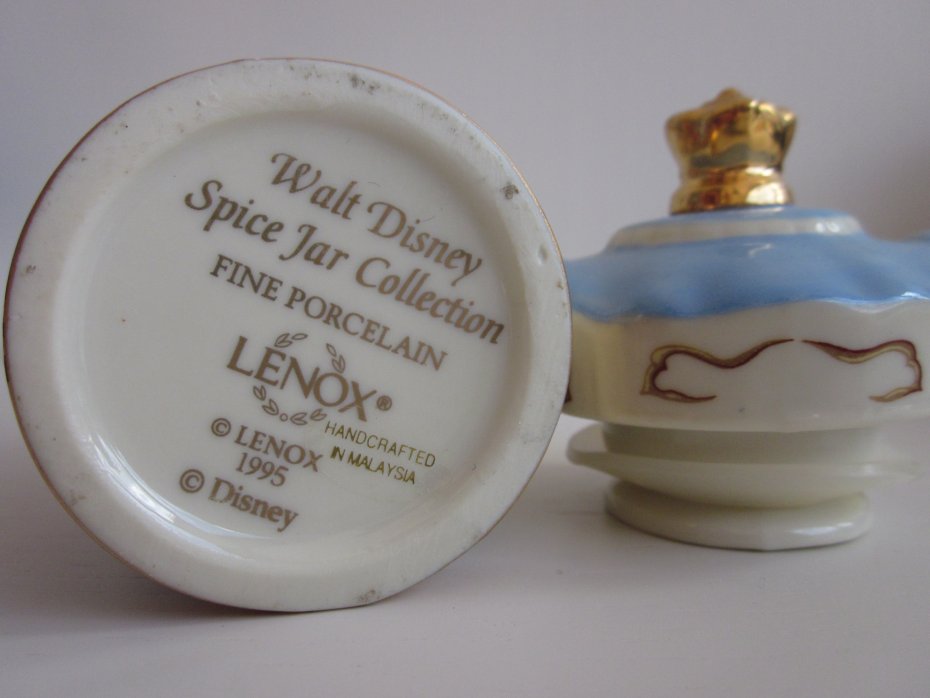 Walt Disney
Spice Jar Collection
FINE PORCELAIN
LENOX®
HANDCRAFTED
IN MALAYSIA
© LENOX
1995
© Disney